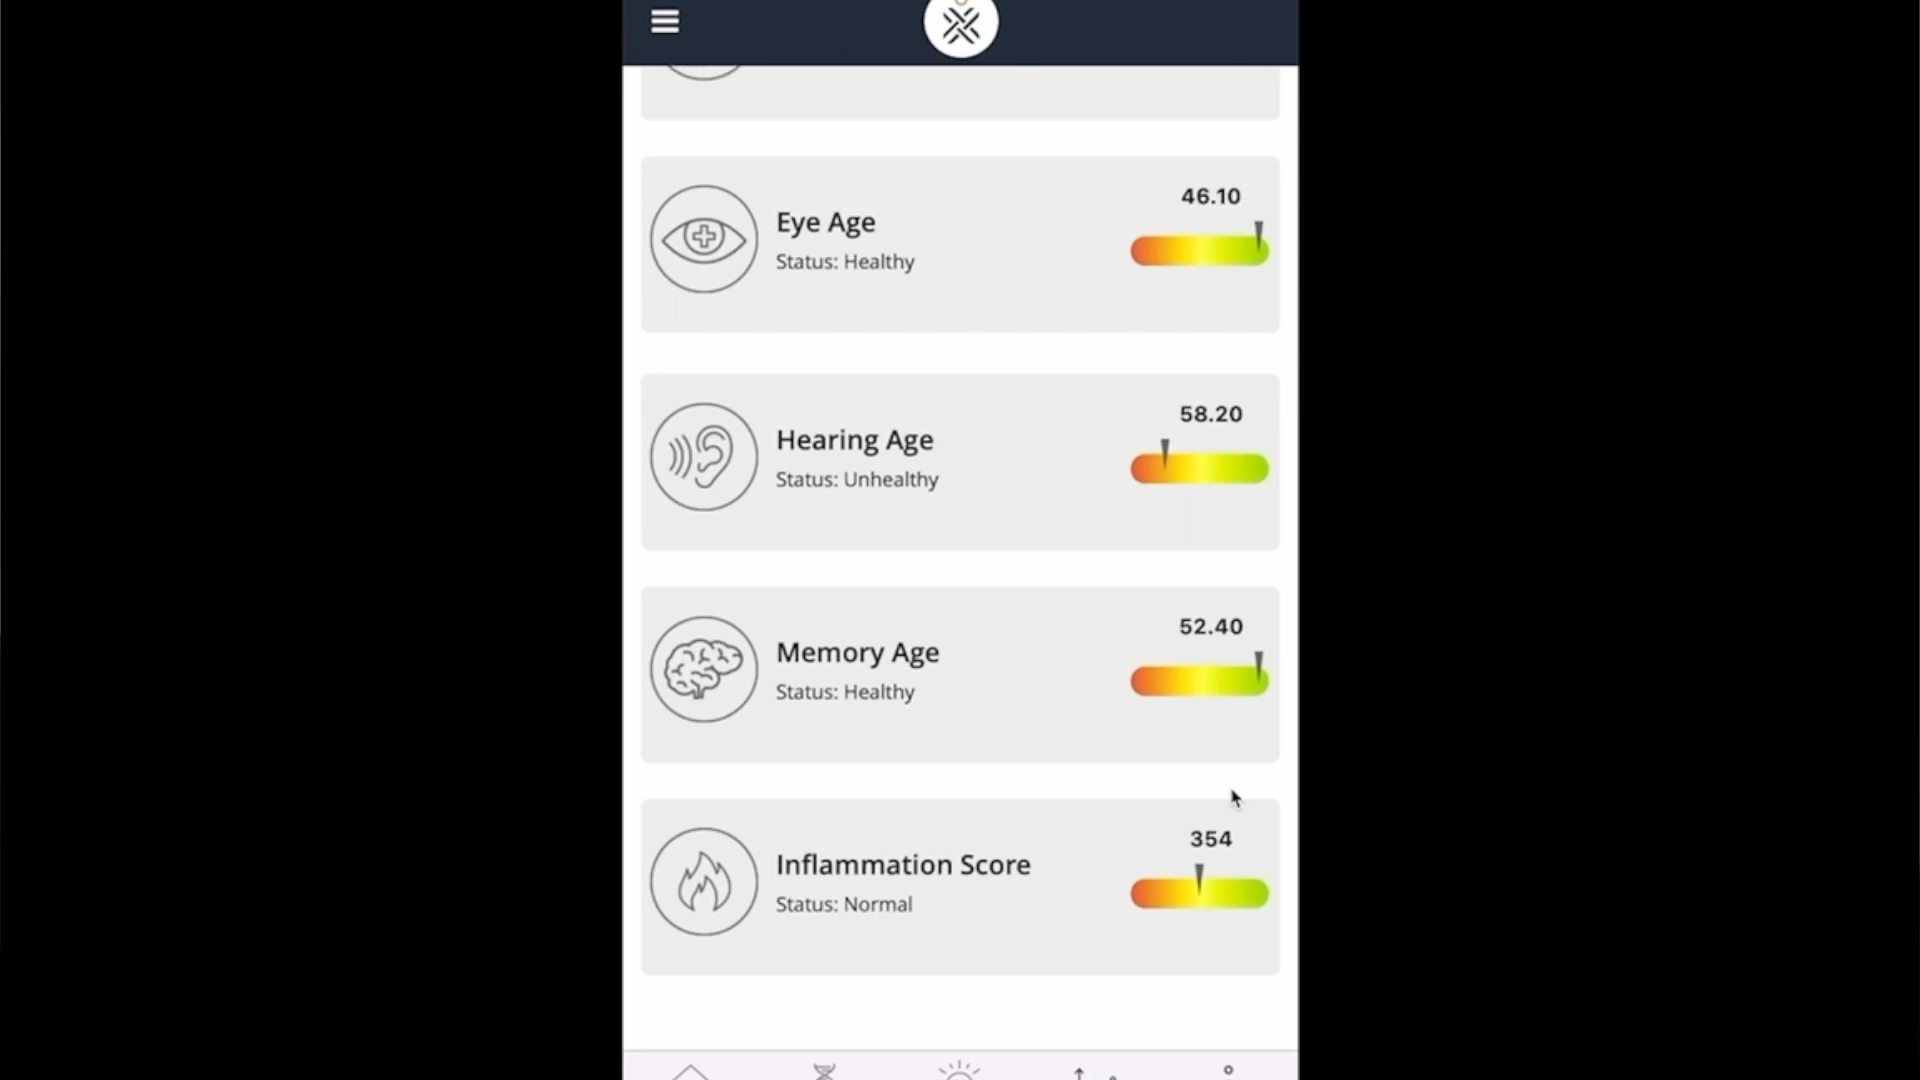 46.10
Eye Age
Status: Healthy
58.20
Hearing Age
Status: Unhealthy
52.40
Memory Age
Status: Healthy
354
Inflammation Score
Status: Normal